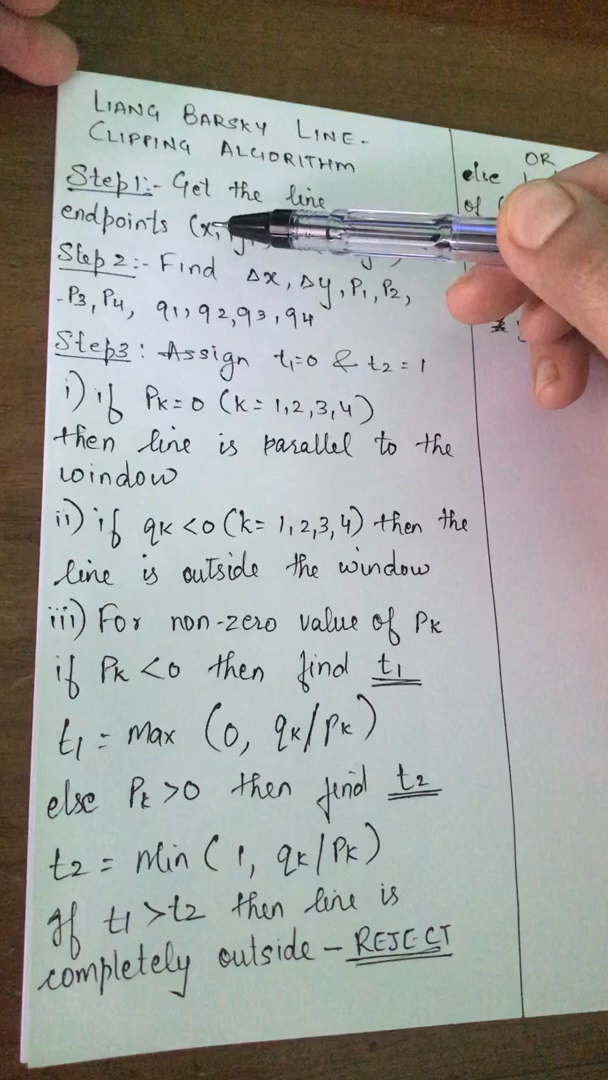 LIANG BARSKY LINE-
CLIPPING ALGIORITHM
Step1:- Get the line
endpoints (x1, y1
Step 2:- Find Δx, Δy, P1, P2,
P3, P4, q1, q2, q3, q4
Step3: Assign t1=0 & t2 = 1
i) if PK=0 (k= 1,2,3,4)
then line is parallel to the
window
ii) if qK <0 (k= 1,2,3,4) then the
line is outside the window
iii) For non-zero value of PK
if PK <0 then find t1
t1 = max (0, qK/PK)
else PK >0 then find t2
t2 = Min ( 1, qK/PK)
If t1 >t2 then line is
completely outside - REJECT
OR
else
of